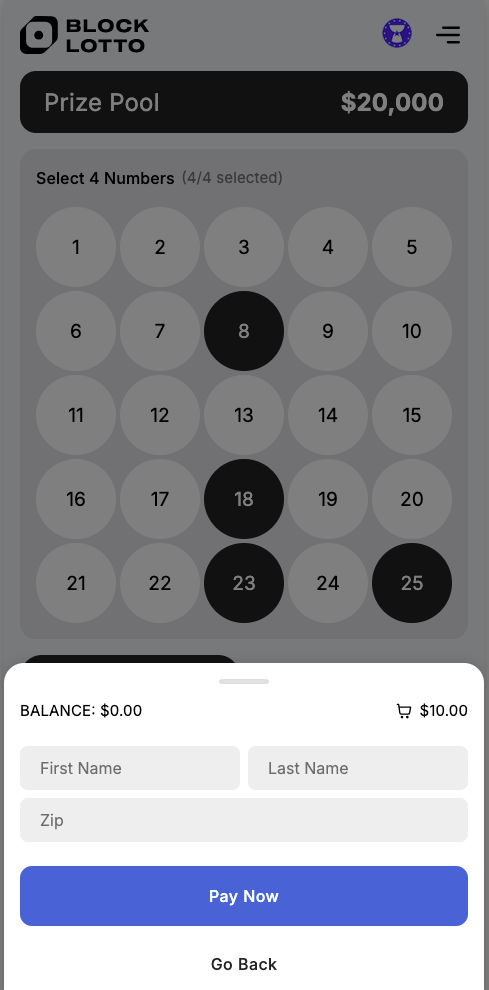 BLOCK
LOTTO
Prize Pool $20,000
Select 4 Numbers (4/4 selected)
1 2 3 4 5
6 7 8 9 10
11 12 13 14 15
16 17 18 19 20
21 22 23 24 25
BALANCE: $0.00 $10.00
First Name Last Name
Zip
Pay Now
Go Back